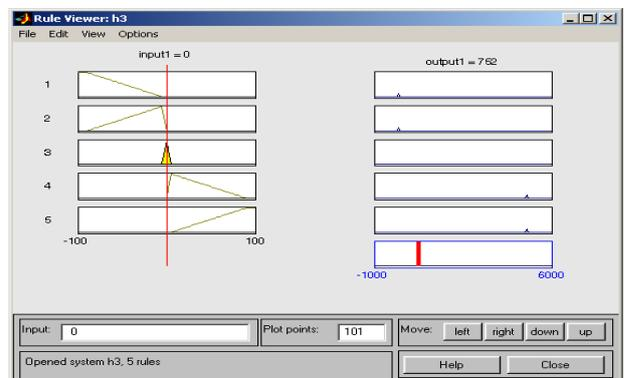 Rule Viewer: h3
File Edit View Options
input1 = 0
output1 = 762
1
2
3
4
5
-100 100
-1000 6000
Input: 0
Plot points: 101
Move: left right down up
Opened system h3, 5 rules
Help Close